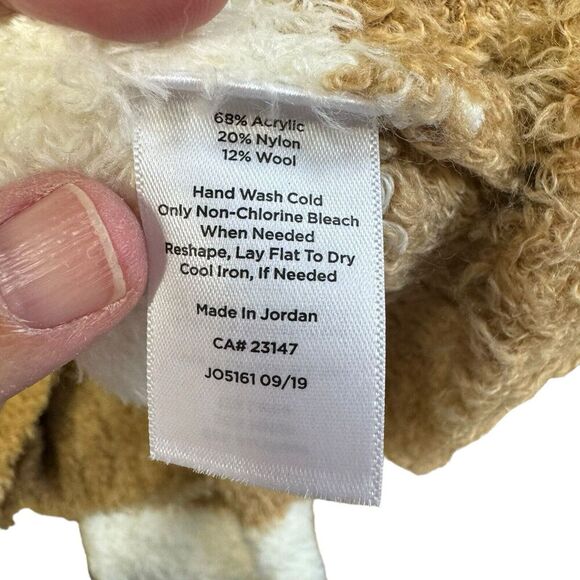 68% Acrylic
20% Nylon
12% Wool
Hand Wash Cold
Only Non-Chlorine Bleach
When Needed
Reshape, Lay Flat To Dry
Cool Iron, If Needed
Made In Jordan
CA# 23147
JO5161 09/19